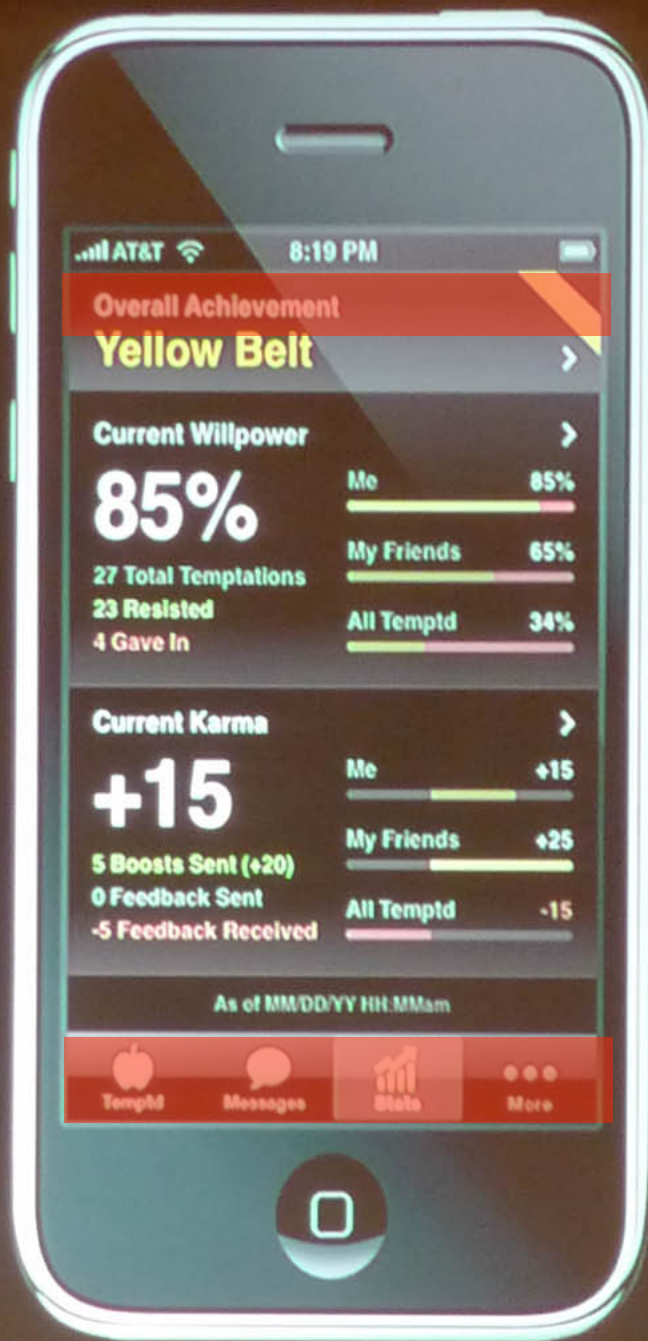 AT&T 8:19 PM
Overall Achievement
Yellow Belt
Current Willpower
85%
27 Total Temptations
23 Resisted
4 Gave In
Me 85%
My Friends 65%
All Temptd 34%
Current Karma
+15
5 Boosts Sent (+20)
0 Feedback Sent
-5 Feedback Received
Me +15
My Friends +25
All Temptd -15
As of MM/DD/YY HH:MMam
Temptd Messages Stats More